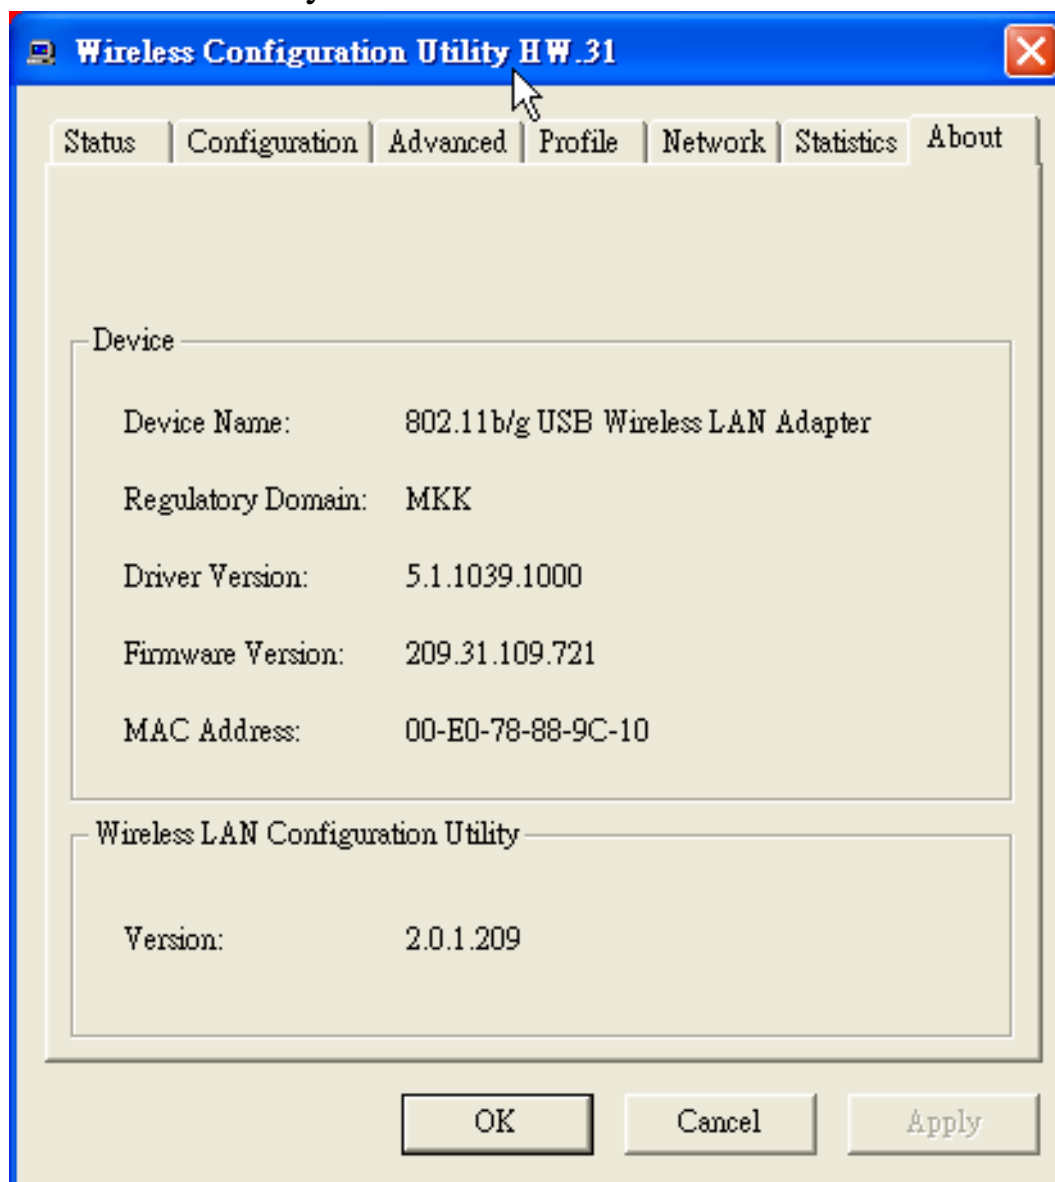 Wireless Configuration Utility HW.31
Status Configuration Advanced Profile Network Statistics About
Device
Device Name: 802.11b/g USB Wireless LAN Adapter
Regulatory Domain: MKK
Driver Version: 5.1.1039.1000
Firmware Version: 209.31.109.721
MAC Address: 00-E0-78-88-9C-10
Wireless LAN Configuration Utility
Version: 2.0.1.209
OK Cancel Apply